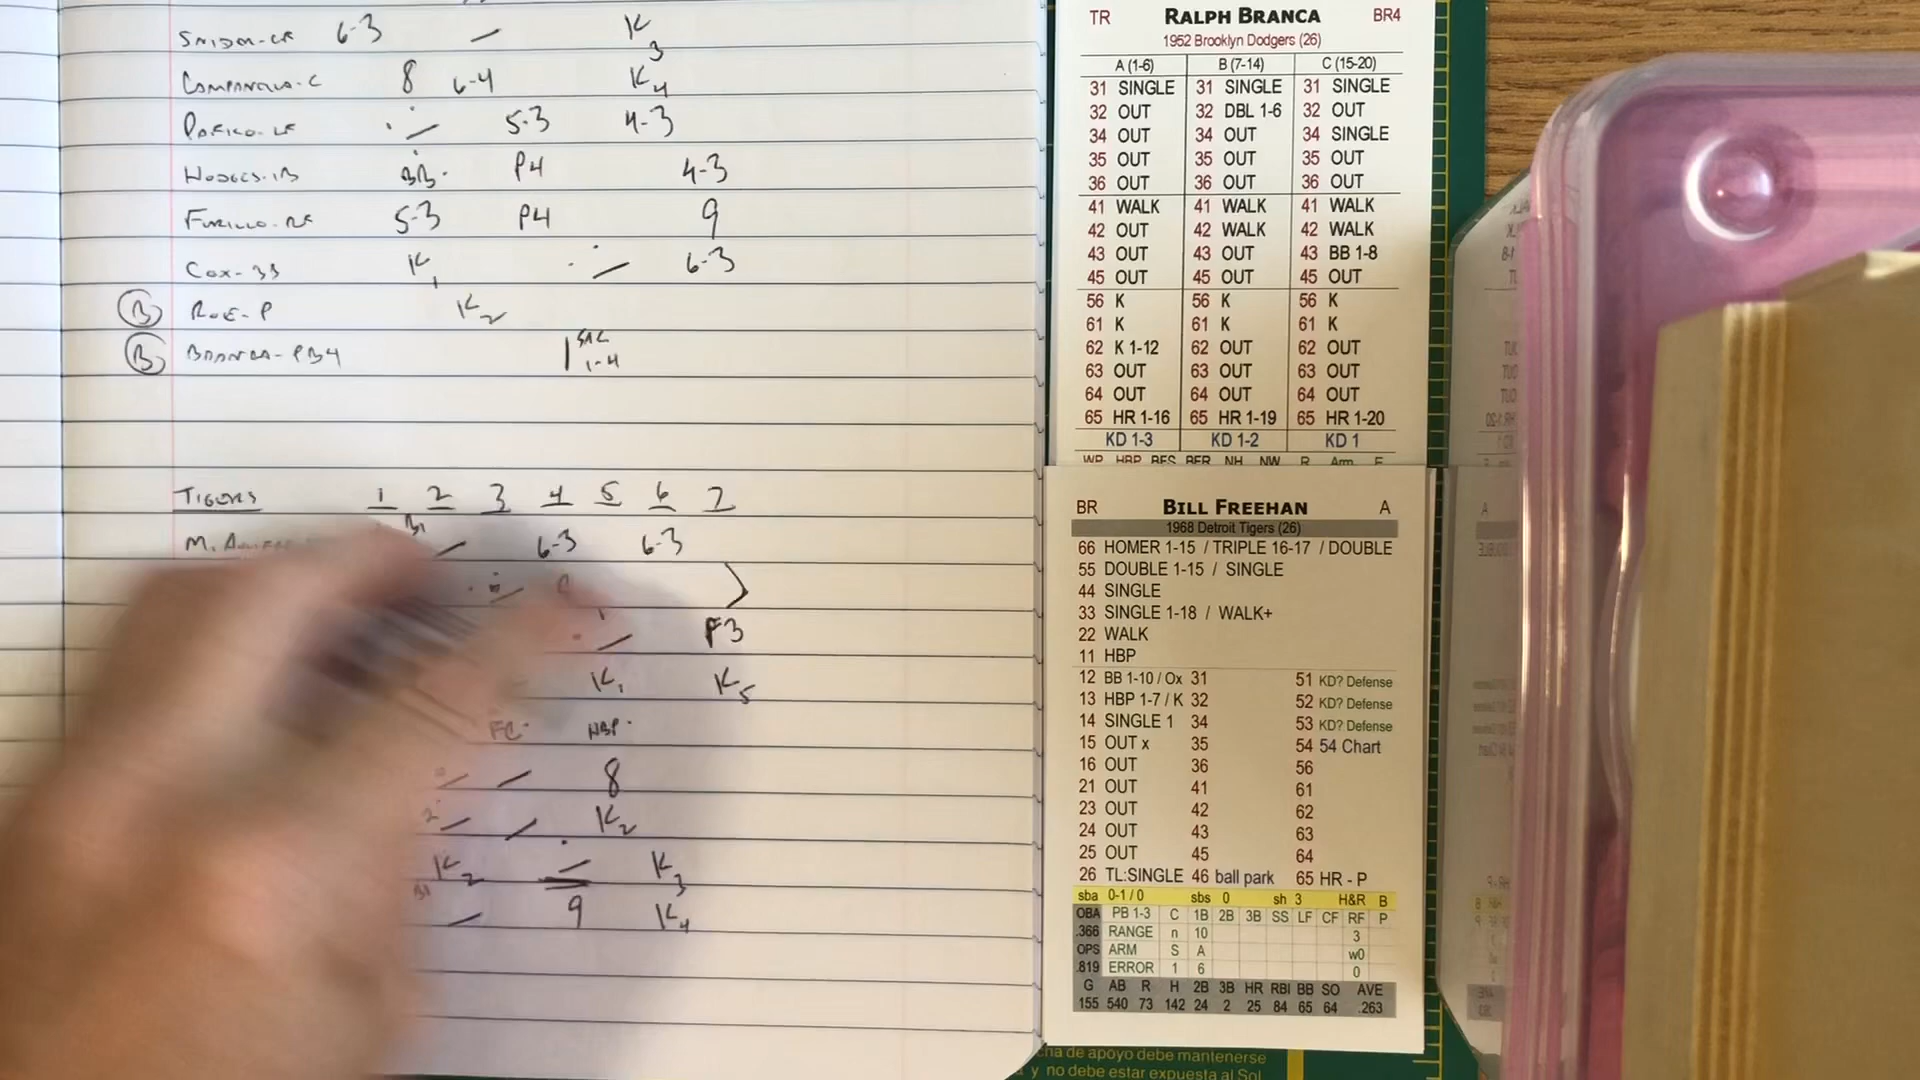 6-3 — K3
8 6-4 K4
5-3 4-3
Hodges-1B BB P4 4-3
Furillo-RF 5-3 P4 9
Cox-3B K1 — 6-3
B Roe-P K2
B Branca-PB4 SAC 1-4
TIGERS 1 2 3 4 5 6 7
6-3 6-3
F3
K1 K5
FC HBP
8
K2
K2 K3
9 K4
TR RALPH BRANCA BR4
1952 Brooklyn Dodgers (26)
A (1-6) B (7-14) C (15-20)
31 SINGLE 31 SINGLE 31 SINGLE
32 OUT 32 DBL 1-6 32 OUT
34 OUT 34 OUT 34 SINGLE
35 OUT 35 OUT 35 OUT
36 OUT 36 OUT 36 OUT
41 WALK 41 WALK 41 WALK
42 OUT 42 WALK 42 WALK
43 OUT 43 OUT 43 BB 1-8
45 OUT 45 OUT 45 OUT
56 K 56 K 56 K
61 K 61 K 61 K
62 K 1-12 62 OUT 62 OUT
63 OUT 63 OUT 63 OUT
64 OUT 64 OUT 64 OUT
65 HR 1-16 65 HR 1-19 65 HR 1-20
KD 1-3 KD 1-2 KD 1
WP HBP BFS BFR NH NW R Arm E
BR BILL FREEHAN A
1968 Detroit Tigers (26)
66 HOMER 1-15 / TRIPLE 16-17 / DOUBLE
55 DOUBLE 1-15 / SINGLE
44 SINGLE
33 SINGLE 1-18 / WALK+
22 WALK
11 HBP
12 BB 1-10 / Ox 31 51 KD? Defense
13 HBP 1-7 / K 32 52 KD? Defense
14 SINGLE 1 34 53 KD? Defense
15 OUT x 35 54 54 Chart
16 OUT 36 56
21 OUT 41 61
23 OUT 42 62
24 OUT 43 63
25 OUT 45 64
26 TL:SINGLE 46 ball park 65 HR - P
sba 0-1 / 0 sbs 0 sh 3 H&R B
OBA PB 1-3 C 1B 2B 3B SS LF CF RF P
.366 RANGE n 10 3
OPS ARM S A w0
.819 ERROR 1 6 0
G AB R H 2B 3B HR RBI BB SO AVE
155 540 73 142 24 2 25 84 65 64 .263
cha de apoyo debe mantenerse
y no debe estar expuesta al Sol